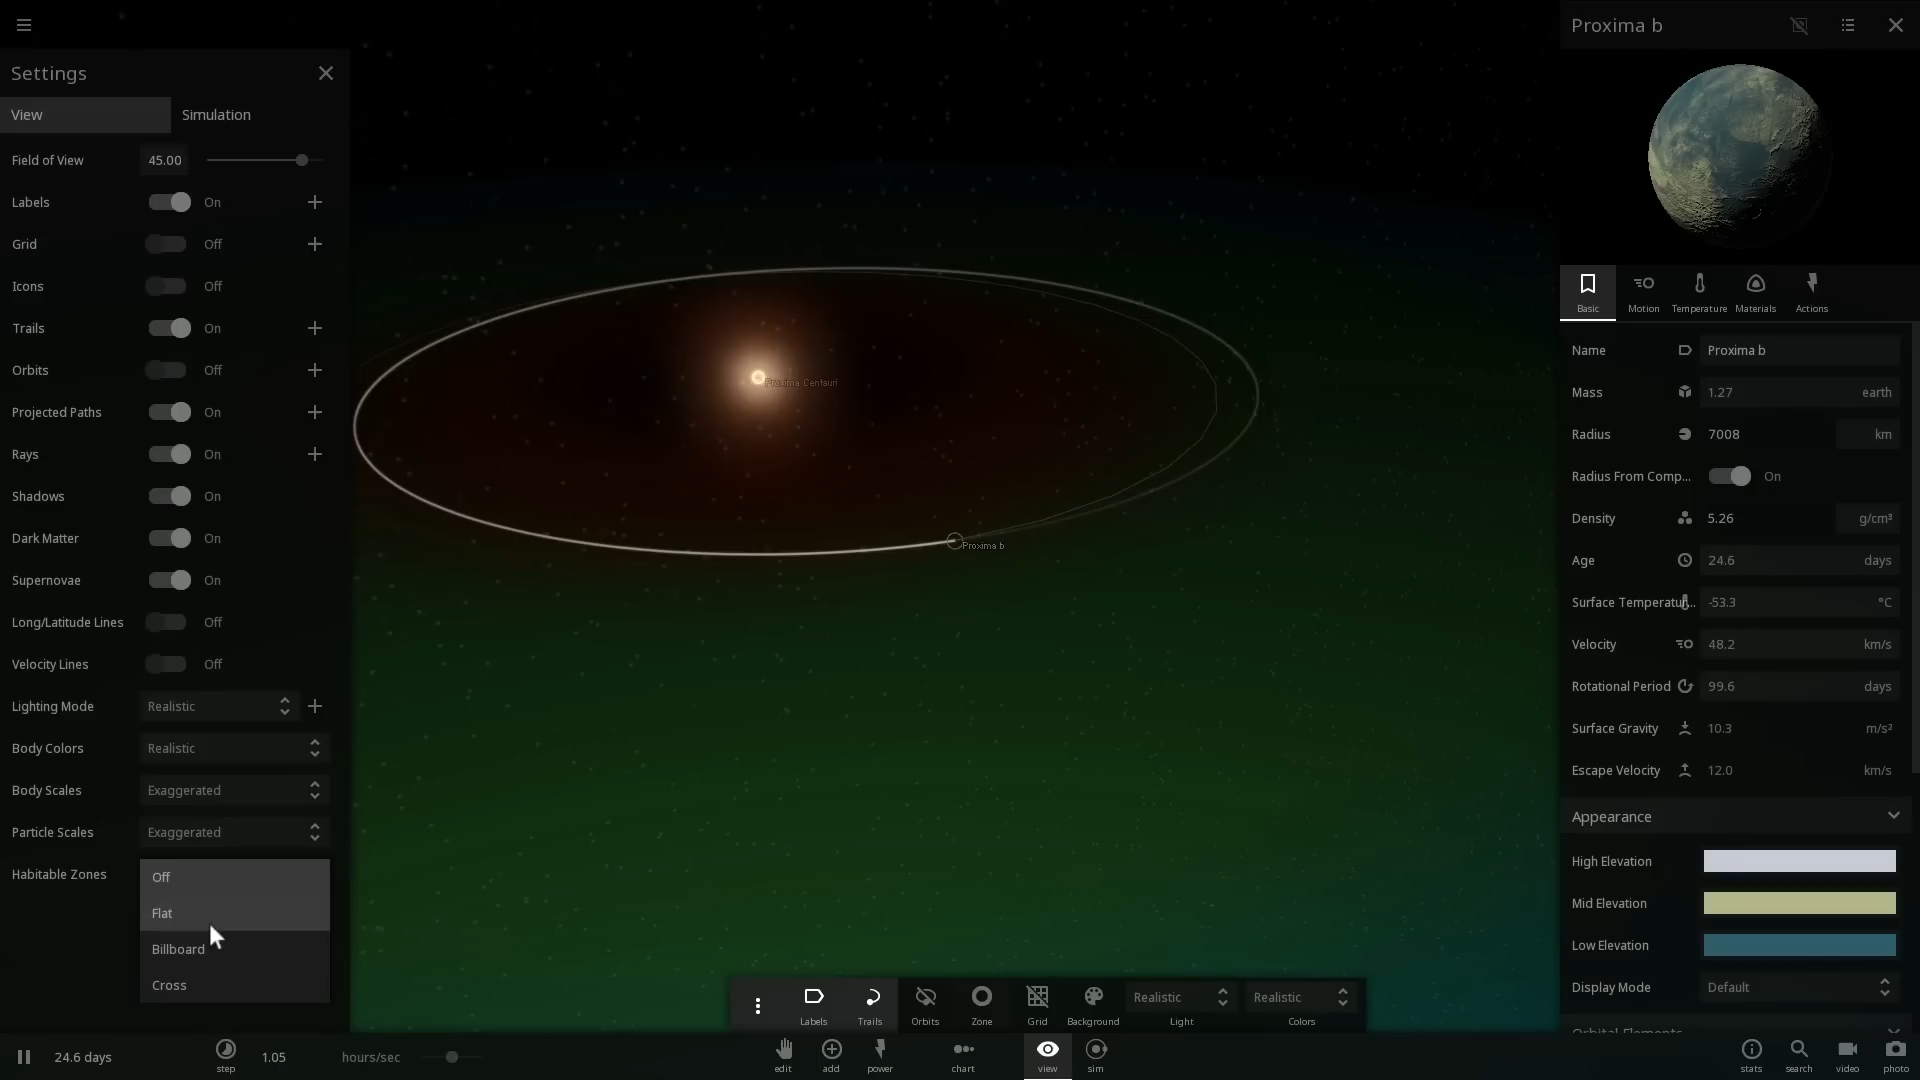 Proxima b
Settings
View
Simulation
Field of View
45.00
Labels
On
Grid
Off
Icons
Off
Trails
On
Orbits
Off
Projected Paths
On
Rays
On
Shadows
On
Dark Matter
On
Supernovae
On
Long/Latitude Lines
Off
Velocity Lines
Off
Lighting Mode
Realistic
Body Colors
Realistic
Body Scales
Exaggerated
Particle Scales
Exaggerated
Habitable Zones
Off
Flat
Billboard
Cross
Proxima Centauri
Proxima b
Basic
Motion
Temperature
Materials
Actions
Name
Proxima b
Mass
1.27
earth
Radius
7008
km
Radius From Comp...
On
Density
5.26
g/cm³
Age
24.6
days
Surface Temperatur...
-53.3
°C
Velocity
48.2
km/s
Rotational Period
99.6
days
Surface Gravity
10.3
m/s²
Escape Velocity
12.0
km/s
Appearance
High Elevation
Mid Elevation
Low Elevation
Display Mode
Default
Orbital Elements
Labels
Trails
Orbits
Zone
Grid
Background
Realistic
Light
Realistic
Colors
24.6 days
step
1.05
hours/sec
edit
add
power
chart
view
sim
stats
search
video
photo